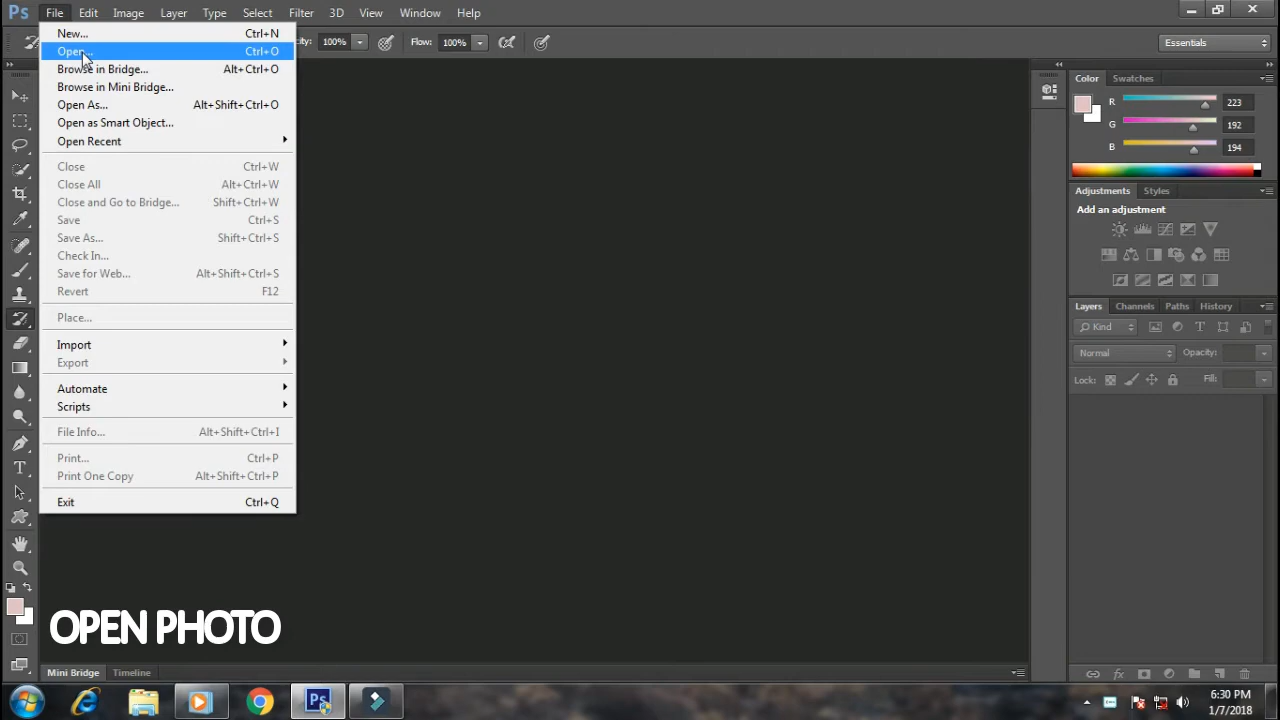 Ps File Edit Image Layer Type Select Filter 3D View Window Help
100% Flow: 100% Essentials
New... Ctrl+N
Open... Ctrl+O
Browse in Bridge... Alt+Ctrl+O
Browse in Mini Bridge...
Open As... Alt+Shift+Ctrl+O
Open as Smart Object...
Open Recent
Close Ctrl+W
Close All Alt+Ctrl+W
Close and Go to Bridge... Shift+Ctrl+W
Save Ctrl+S
Save As... Shift+Ctrl+S
Check In...
Save for Web... Alt+Shift+Ctrl+S
Revert F12
Place...
Import
Export
Automate
Scripts
File Info... Alt+Shift+Ctrl+I
Print... Ctrl+P
Print One Copy Alt+Shift+Ctrl+P
Exit Ctrl+Q
Color Swatches
R 223
G 192
B 194
Adjustments Styles
Add an adjustment
Layers Channels Paths History
Kind
Normal Opacity:
Lock: Fill:
OPEN PHOTO
Mini Bridge Timeline
6:30 PM
1/7/2018